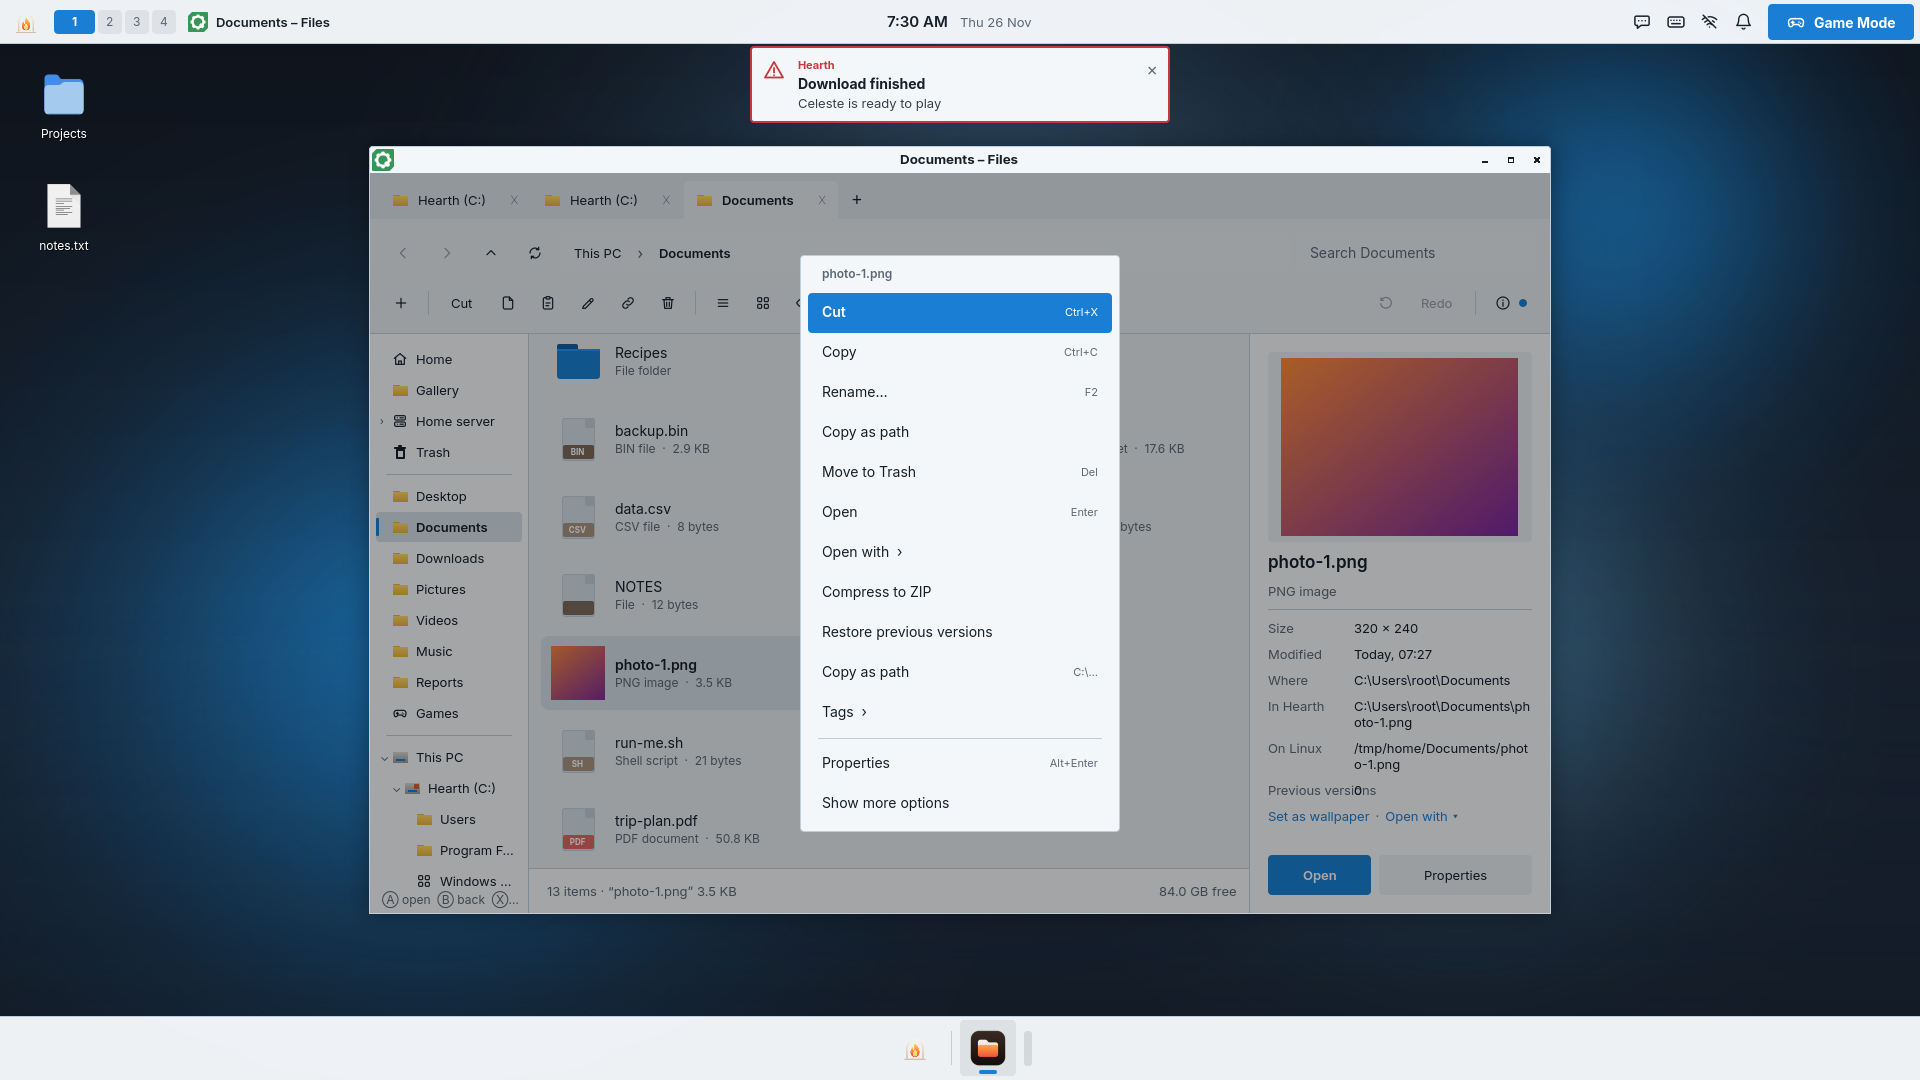 1 2 3 4 Documents – Files
7:30 AM Thu 26 Nov
Game Mode
Projects
notes.txt
Hearth
Download finished
Celeste is ready to play
Documents – Files
Hearth (C:) X Hearth (C:) X Documents X +
This PC › Documents
Search Documents
Cut
Redo
Home
Gallery
Home server
Trash
Desktop
Documents
Downloads
Pictures
Videos
Music
Reports
Games
This PC
Hearth (C:)
Users
Program F...
Windows ...
A open B back X...
Recipes
File folder
BIN
backup.bin
BIN file · 2.9 KB
CSV
data.csv
CSV file · 8 bytes
NOTES
File · 12 bytes
photo-1.png
PNG image · 3.5 KB
SH
run-me.sh
Shell script · 21 bytes
PDF
trip-plan.pdf
PDF document · 50.8 KB
et · 17.6 KB
bytes
13 items · “photo-1.png” 3.5 KB
84.0 GB free
photo-1.png
Cut Ctrl+X
Copy Ctrl+C
Rename... F2
Copy as path
Move to Trash Del
Open Enter
Open with ›
Compress to ZIP
Restore previous versions
Copy as path C:\...
Tags ›
Properties Alt+Enter
Show more options
photo-1.png
PNG image
Size 320 × 240
Modified Today, 07:27
Where C:\Users\root\Documents
In Hearth C:\Users\root\Documents\ph
oto-1.png
On Linux /tmp/home/Documents/phot
o-1.png
Previous versions 0
Set as wallpaper · Open with
Open
Properties